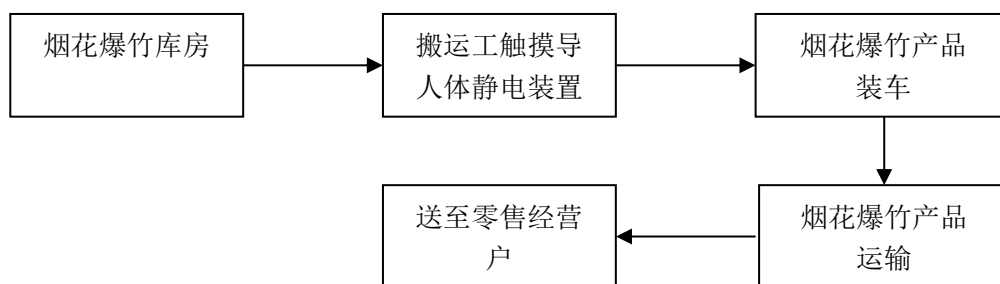 烟花爆竹库房
搬运工触摸导
人体静电装置
烟花爆竹产品
装车
烟花爆竹产品
运输
送至零售经营
户